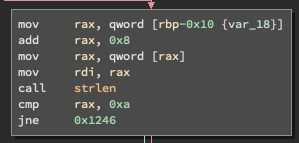 mov     rax, qword [rbp-0x10 {var_18}]
add     rax, 0x8
mov     rax, qword [rax]
mov     rdi, rax
call    strlen
cmp     rax, 0xa
jne     0x1246